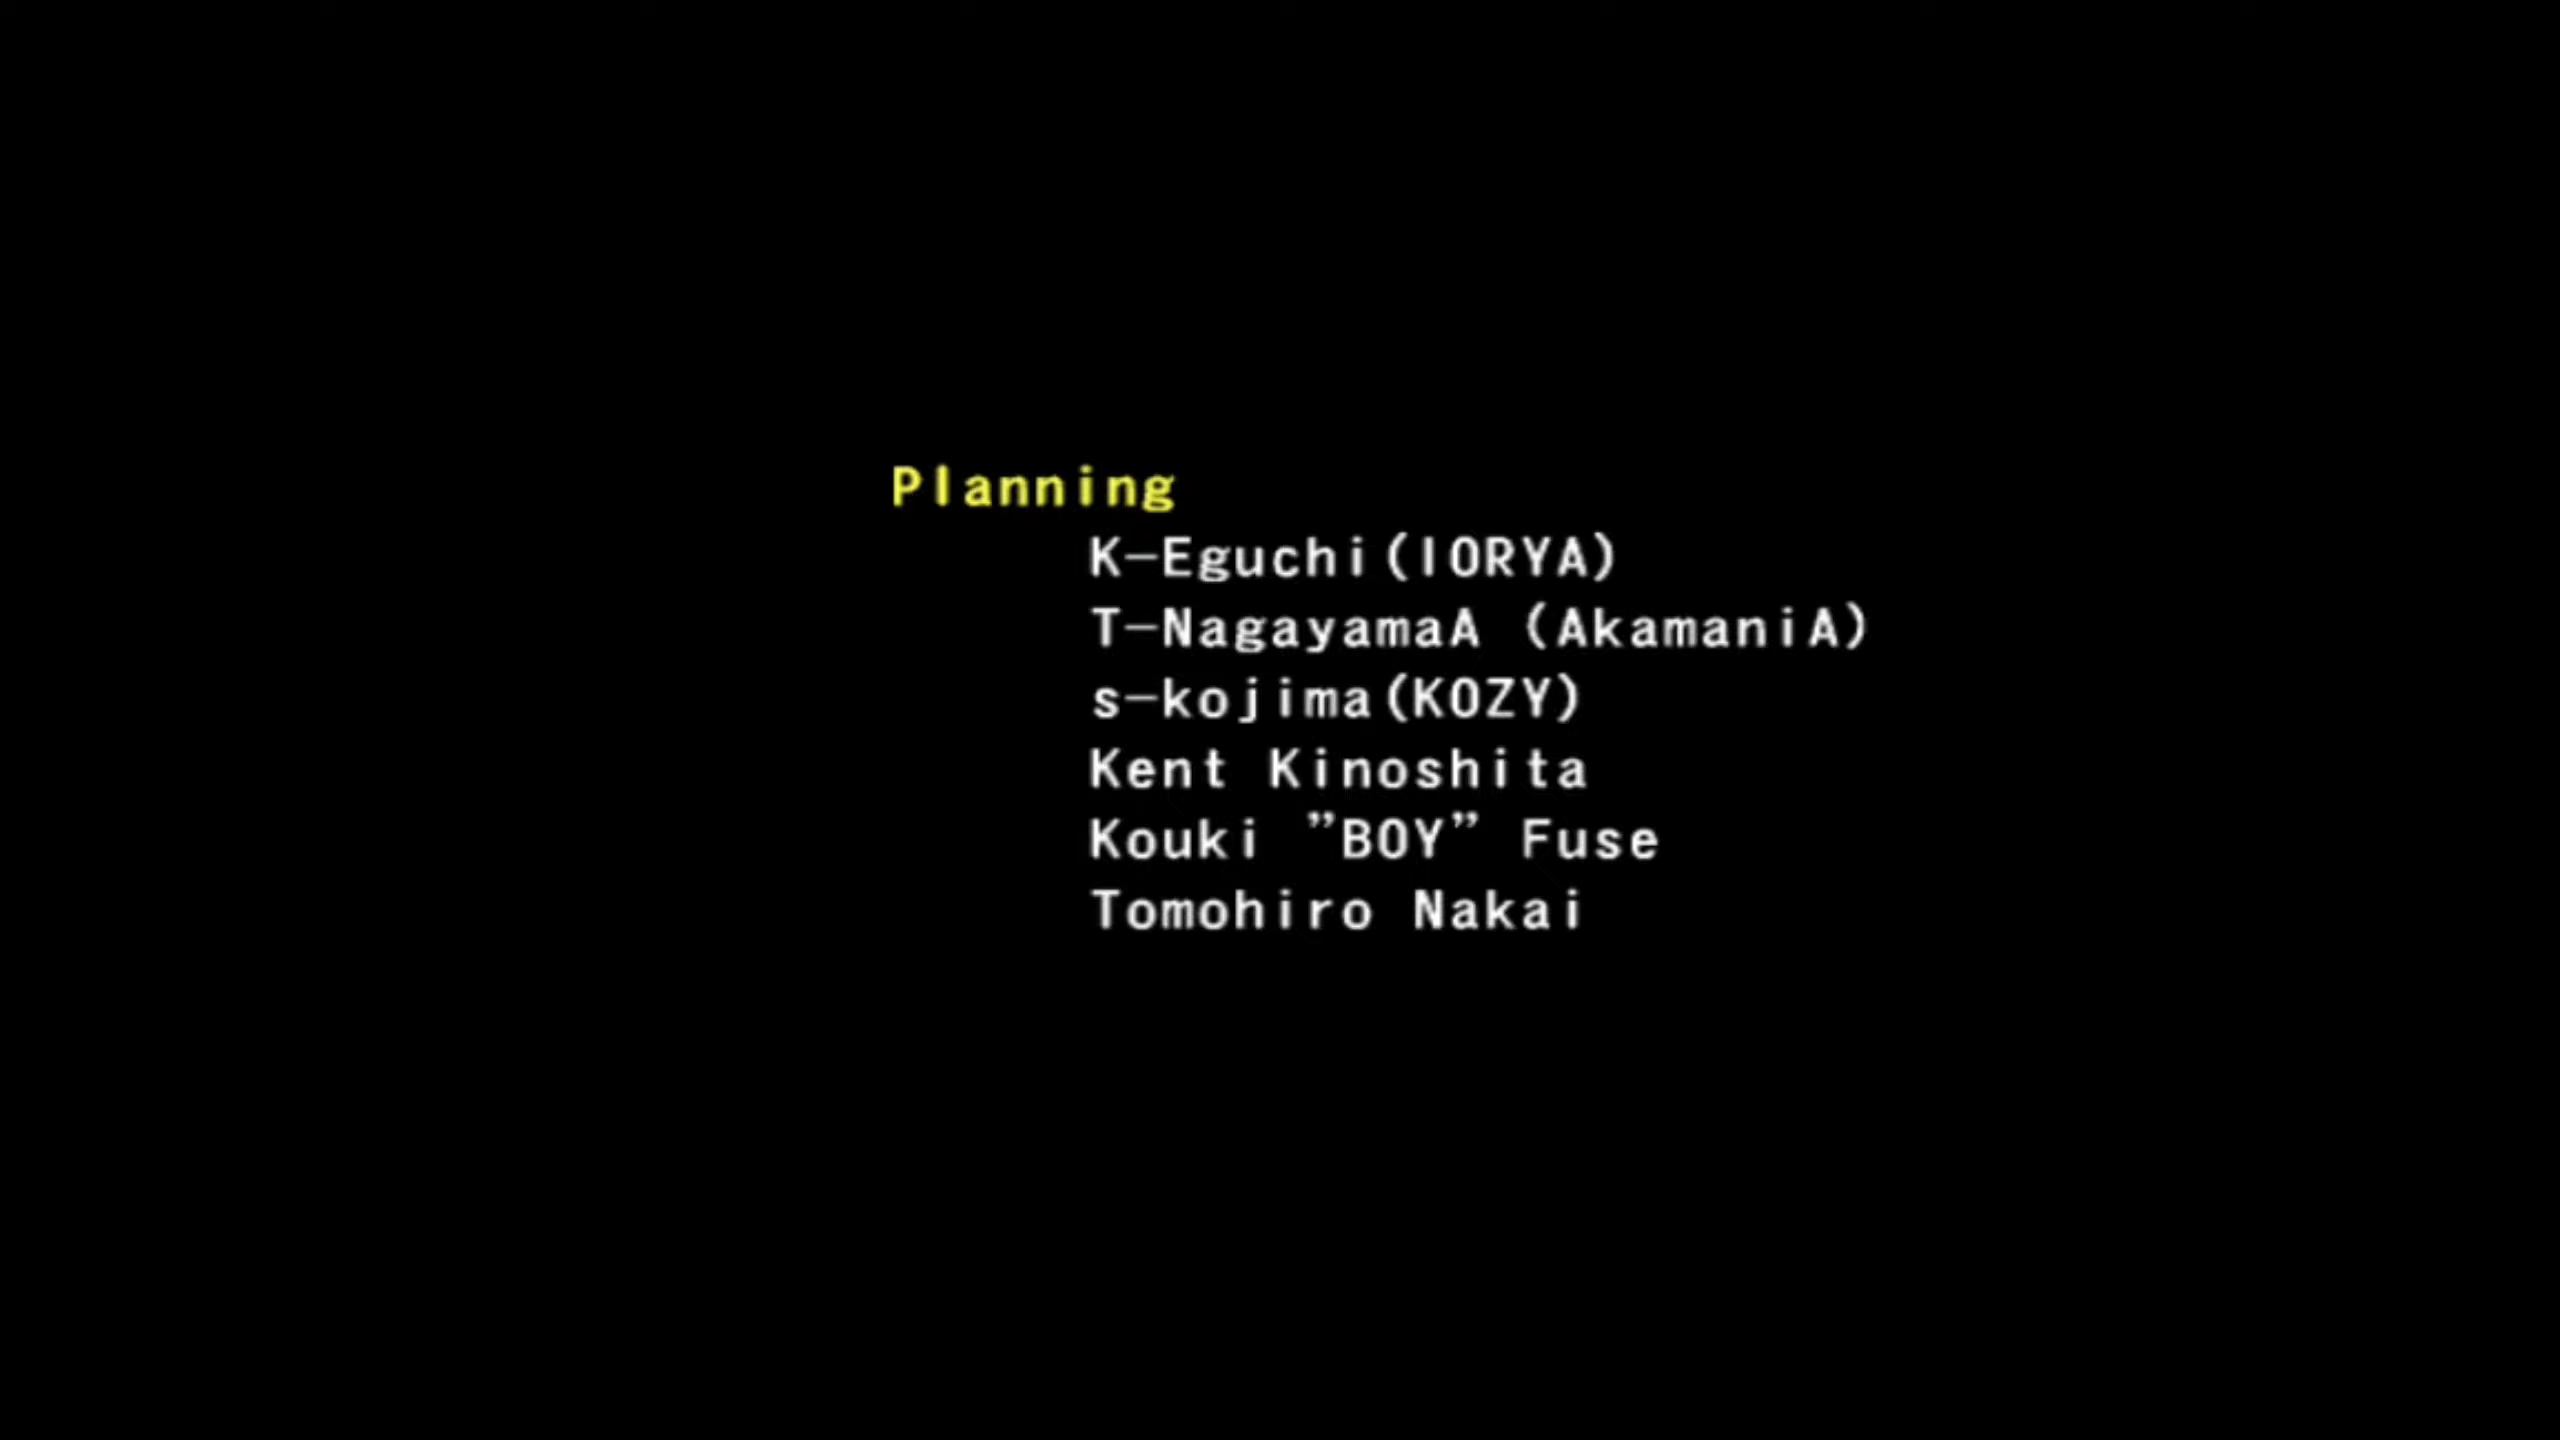 Planning
K-Eguchi(IORYA)
T-NagayamaA (AkamaniA)
s-kojima(KOZY)
Kent Kinoshita
Kouki ”BOY” Fuse
Tomohiro Nakai